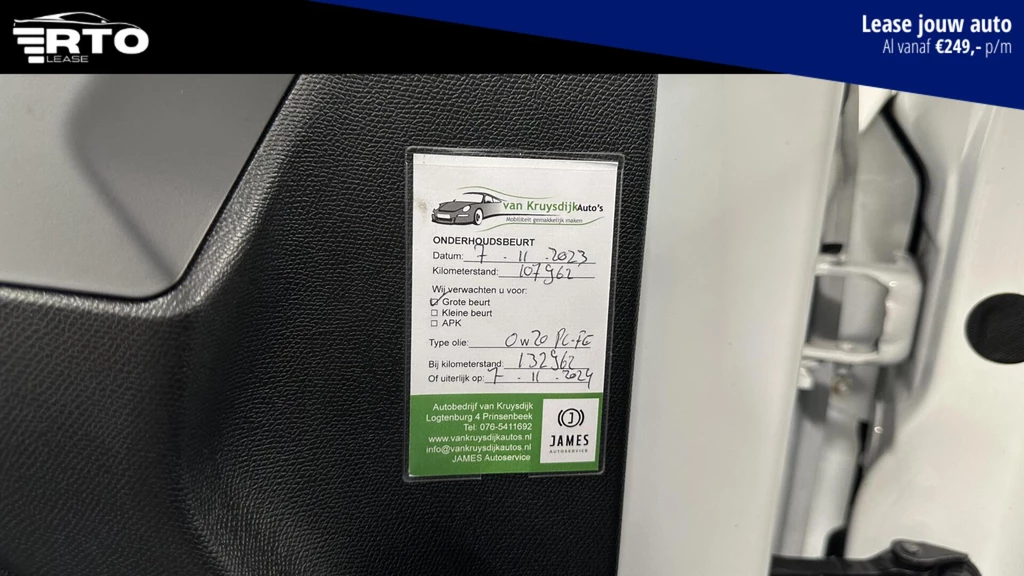 RTO
LEASE
Lease jouw auto
Al vanaf €249,- p/m
van Kruysdijk Auto's
Mobiliteit gemakkelijk maken
ONDERHOUDSBEURT
Datum: 7 - 11 - 2023
Kilometerstand: 107962
Wij verwachten u voor:
Grote beurt
Kleine beurt
APK
Type olie: 0w20
Bij kilometerstand: 132962
Of uiterlijk op: 7 - 11 - 2024
Autobedrijf van Kruysdijk
Logtenburg 4 Prinsenbeek
Tel: 076-5411692
www.vankruysdijkautos.nl
info@vankruysdijkautos.nl
JAMES Autoservice
J
JAMES
AUTOSERVICE